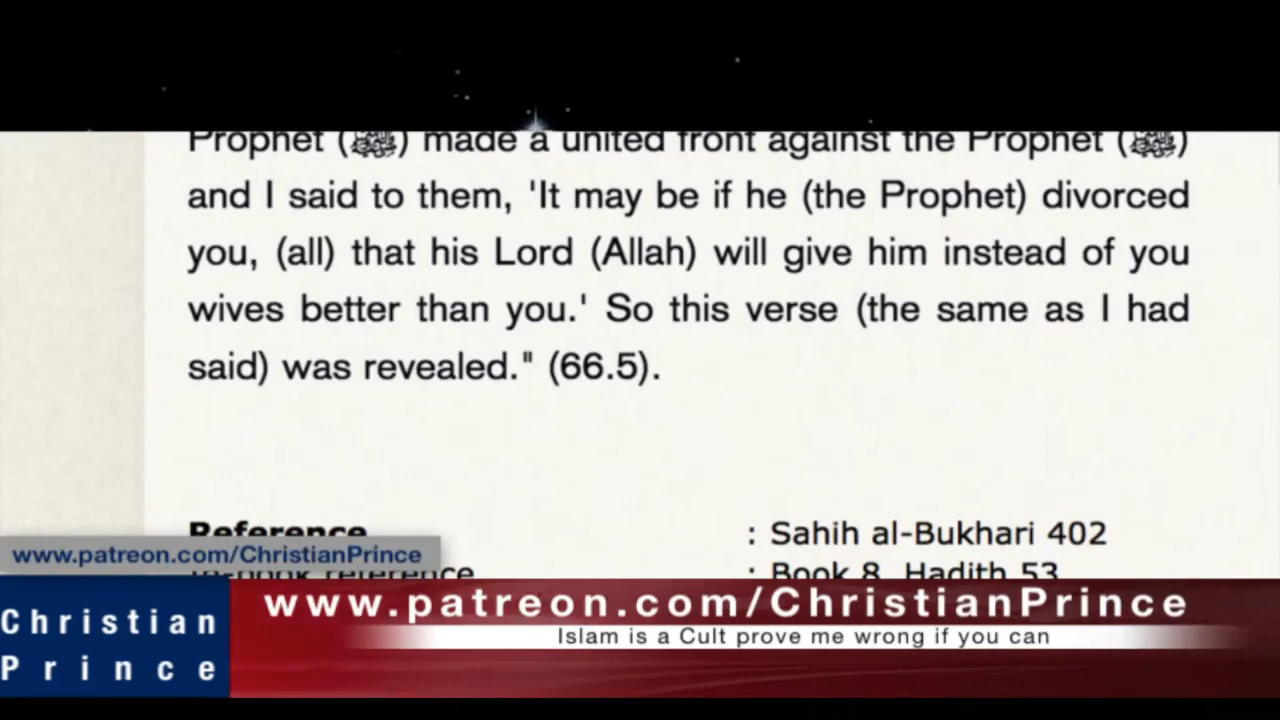 Prophet (ﷺ) made a united front against the Prophet (ﷺ)
and I said to them, 'It may be if he (the Prophet) divorced
you, (all) that his Lord (Allah) will give him instead of you
wives better than you.' So this verse (the same as I had
said) was revealed." (66.5).
Reference : Sahih al-Bukhari 402
In-book reference : Book 8, Hadith 53
www.patreon.com/ChristianPrince
www.patreon.com/ChristianPrince
Islam is a Cult prove me wrong if you can
Christian
Prince